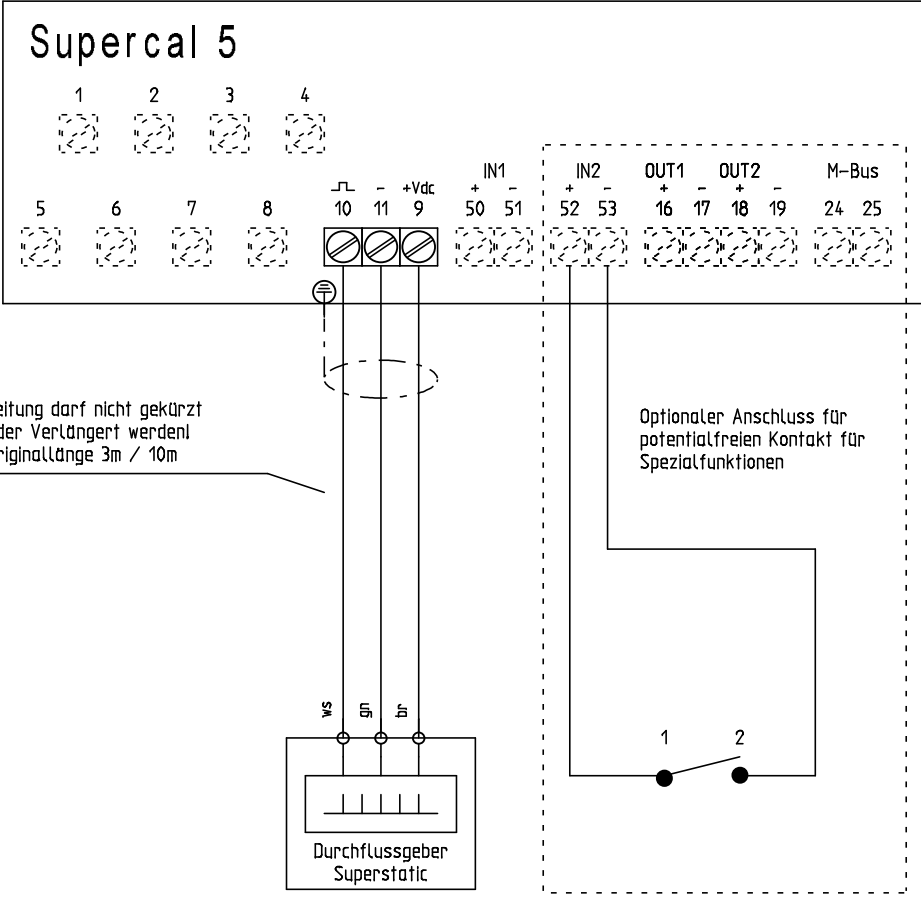 Supercal 5
1 2 3 4
IN1 IN2 OUT1 OUT2 M-Bus
- +Vdc + - + - + - + -
5 6 7 8 10 11 9 50 51 52 53 16 17 18 19 24 25
eitung darf nicht gekürzt
der Verlängert werden!
riginallänge 3m / 10m
Optionaler Anschluss für
potentialfreien Kontakt für
Spezialfunktionen
ws gn br
1 2
Durchflussgeber
Superstatic